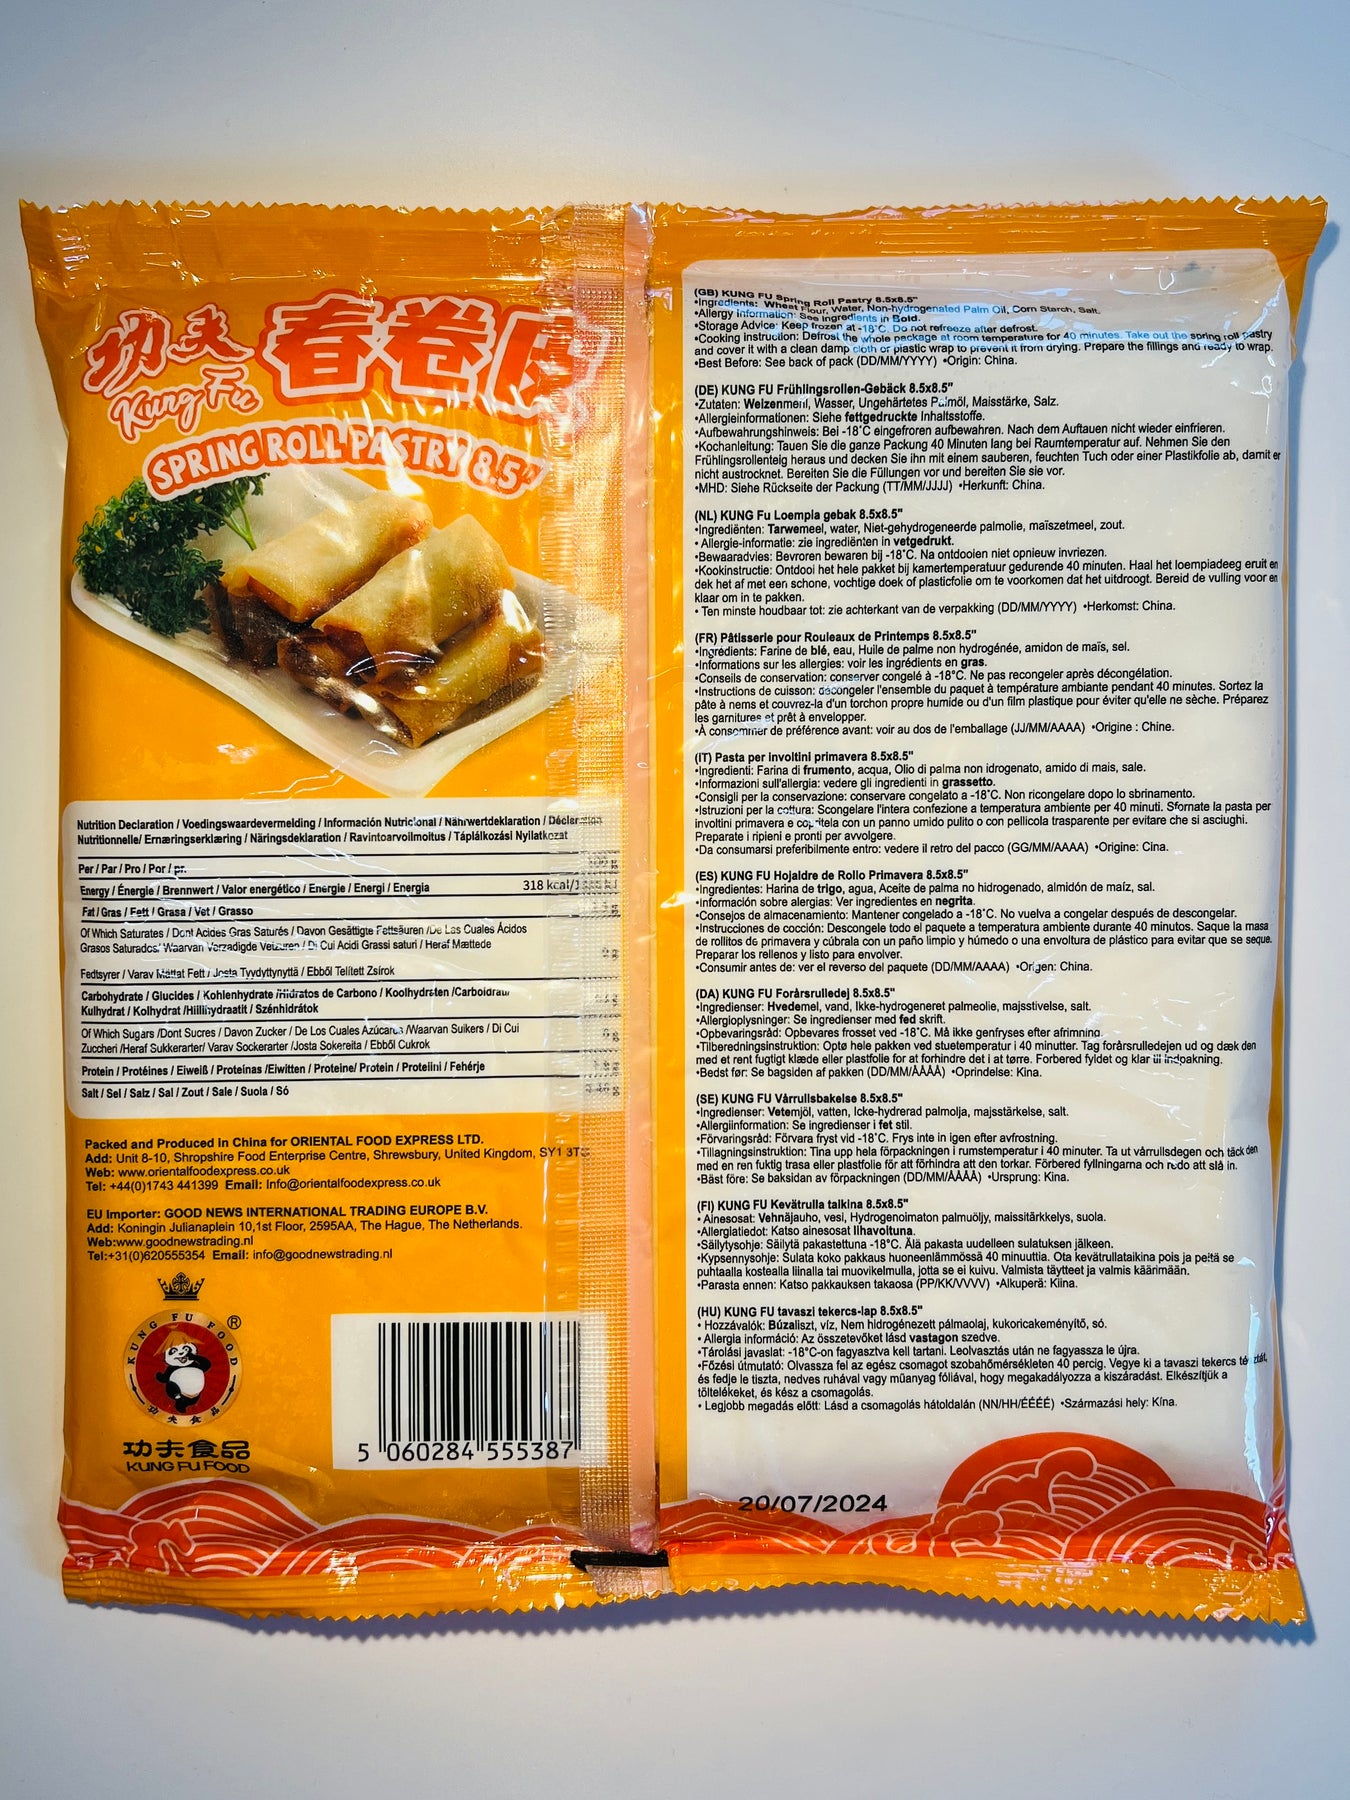 功夫
Kung Fu
春卷皮
SPRING ROLL PASTRY 8.5"
Nutrition Declaration / Voedingswaardevermelding / Información Nutricional / Nährwertdeklaration /
Nutritionnelle/ Ernæringserklæring / Näringsdeklaration / Ravintoarvoilmoitus / Táplálkozási Nyilatkozat
Per / Par / Pro / Por / pr.
Energy / Énergie / Brennwert / Valor energético / Energie / Energi / Energia 318 kcal/
Fat / Gras / Fett / Grasa / Vet / Grasso
Of Which Saturates / Dont Acides Gras Saturés / Davon Gesättigte Fettsäuren /De Las Cuales Ácidos
Grasos Saturados/ Waarvan Verzadigde Vetzuren / Di Cui Acidi Grassi saturi / Heraf Mættede
Fedtsyrer / Varav Mättat Fett / Josta Tyydyttynyttä / Ebből Telített Zsírok
Carbohydrate / Glucides / Kohlenhydrate /Hidratos de Carbono / Koolhydraten /Carboidrati/
Kulhydrat / Kolhydrat /Hiilihydraatit / Szénhidrátok
Of Which Sugars /Dont Sucres / Davon Zucker / De Los Cuales Azúcares /Waarvan Suikers / Di Cui
Zuccheri /Heraf Sukkerarter/ Varav Sockerarter /Josta Sokereita / Ebből Cukrok
Protein / Protéines / Eiweiß / Proteínas /Eiwitten / Proteine/ Protein / Proteiini / Fehérje
Salt / Sel / Salz / Sal / Zout / Sale / Suola / Só
Packed and Produced in China for ORIENTAL FOOD EXPRESS LTD.
Add: Unit 8-10, Shropshire Food Enterprise Centre, Shrewsbury, United Kingdom, SY1
Web: www.orientalfoodexpress.co.uk
Tel: +44(0)1743 441399 Email: Info@orientalfoodexpress.co.uk
EU Importer: GOOD NEWS INTERNATIONAL TRADING EUROPE B.V.
Add: Koningin Julianaplein 10,1st Floor, 2595AA, The Hague, The Netherlands.
Web:www.goodnewstrading.nl
Tel:+31(0)620555354 Email: info@goodnewstrading.nl
KUNG FU FOOD ®
功夫食品
功夫食品
KUNG FU FOOD
5 060284 555387
(GB) KUNG FU Spring Roll Pastry 8.5x8.5"
•Ingredients: Wheat Flour, Water, Non-hydrogenated Palm Oil, Corn Starch, Salt.
•Allergy Information: See Ingredients in Bold.
•Storage Advice: Keep frozen at -18°C. Do not refreeze after defrost.
•Cooking Instruction: Defrost the whole package at room temperature for 40 minutes. Take out the spring roll pastry
and cover it with a clean damp cloth or plastic wrap to prevent it from drying. Prepare the fillings and ready to wrap.
•Best Before: See back of pack (DD/MM/YYYY) •Origin: China.
(DE) KUNG FU Frühlingsrollen-Gebäck 8.5x8.5"
•Zutaten: Weizenmehl, Wasser, Ungehärtetes Palmöl, Maisstärke, Salz.
•Allergieinformationen: Siehe fettgedruckte Inhaltsstoffe.
•Aufbewahrungshinweis: Bei -18°C eingefroren aufbewahren. Nach dem Auftauen nicht wieder einfrieren.
•Kochanleitung: Tauen Sie die ganze Packung 40 Minuten lang bei Raumtemperatur auf. Nehmen Sie den
Frühlingsrollenteig heraus und decken Sie ihn mit einem sauberen, feuchten Tuch oder einer Plastikfolie ab, damit er
nicht austrocknet. Bereiten Sie die Füllungen vor und bereiten Sie sie vor.
•MHD: Siehe Rückseite der Packung (TT/MM/JJJJ) •Herkunft: China.
(NL) KUNG Fu Loempia gebak 8.5x8.5"
•Ingrediënten: Tarwemeel, water, Niet-gehydrogeneerde palmolie, maïszetmeel, zout.
• Allergie-informatie: zie ingrediënten in vetgedrukt.
•Bewaaradvies: Bevroren bewaren bij -18°C. Na ontdooien niet opnieuw invriezen.
•Kookinstructie: Ontdooi het hele pakket bij kamertemperatuur gedurende 40 minuten. Haal het loempiadeeg eruit en
dek het af met een schone, vochtige doek of plasticfolie om te voorkomen dat het uitdroogt. Bereid de vulling voor en
klaar om in te pakken.
• Ten minste houdbaar tot: zie achterkant van de verpakking (DD/MM/YYYY) •Herkomst: China.
(FR) Pâtisserie pour Rouleaux de Printemps 8.5x8.5"
•Ingrédients: Farine de blé, eau, Huile de palme non hydrogénée, amidon de maïs, sel.
•Informations sur les allergies: voir les ingrédients en gras.
•Conseils de conservation: conserver congelé à -18°C. Ne pas recongeler après décongélation.
•Instructions de cuisson: décongeler l'ensemble du paquet à température ambiante pendant 40 minutes. Sortez la
pâte à nems et couvrez-la d'un torchon propre humide ou d'un film plastique pour éviter qu'elle ne sèche. Préparez
les garnitures et prêt à envelopper.
•À consommer de préférence avant: voir au dos de l'emballage (JJ/MM/AAAA) •Origine : Chine.
(IT) Pasta per involtini primavera 8.5x8.5"
•Ingredienti: Farina di frumento, acqua, Olio di palma non idrogenato, amido di mais, sale.
•Informazioni sull'allergia: vedere gli ingredienti in grassetto.
•Consigli per la conservazione: conservare congelato a -18°C. Non ricongelare dopo lo sbrinamento.
•Istruzioni per la cottura: Scongelare l'intera confezione a temperatura ambiente per 40 minuti. Sfornate la pasta per
involtini primavera e copritela con un panno umido pulito o con pellicola trasparente per evitare che si asciughi.
Preparate i ripieni e pronti per avvolgere.
•Da consumarsi preferibilmente entro: vedere il retro del pacco (GG/MM/AAAA) •Origine: Cina.
(ES) KUNG FU Hojaldre de Rollo Primavera 8.5x8.5"
•Ingredientes: Harina de trigo, agua, Aceite de palma no hidrogenado, almidón de maíz, sal.
•Información sobre alergias: Ver ingredientes en negrita.
•Consejos de almacenamiento: Mantener congelado a -18°C. No vuelva a congelar después de descongelar.
•Instrucciones de cocción: Descongele todo el paquete a temperatura ambiente durante 40 minutos. Saque la masa
de rollitos de primavera y cúbrala con un paño limpio y húmedo o una envoltura de plástico para evitar que se seque.
Preparar los rellenos y listo para envolver.
•Consumir antes de: ver el reverso del paquete (DD/MM/AAAA) •Origen: China.
(DA) KUNG FU Forårsrulledej 8.5x8.5"
•Ingredienser: Hvedemel, vand, Ikke-hydrogeneret palmeolie, majsstivelse, salt.
•Allergioplysninger: Se ingredienser med fed skrift.
•Opbevaringsråd: Opbevares frosset ved -18°C. Må ikke genfryses efter afrimning.
•Tilberedningsinstruktion: Optø hele pakken ved stuetemperatur i 40 minutter. Tag forårsrulledejen ud og dæk den
med et rent fugtigt klæde eller plastfolie for at forhindre det i at tørre. Forbered fyldet og klar til indpakning.
•Bedst før: Se bagsiden af pakken (DD/MM/ÅÅÅÅ) •Oprindelse: Kina.
(SE) KUNG FU Vårrullsbakelse 8.5x8.5"
•Ingredienser: Vetemjöl, vatten, Icke-hydrerad palmolja, majsstärkelse, salt.
•Allergiinformation: Se ingredienser i fet stil.
•Förvaringsråd: Förvara fryst vid -18°C. Frys inte in igen efter avfrostning.
•Tillagningsinstruktion: Tina upp hela förpackningen i rumstemperatur i 40 minuter. Ta ut vårrullsdegen och täck den
med en ren fuktig trasa eller plastfolie för att förhindra att den torkar. Förbered fyllningarna och redo att slå in.
•Bäst före: Se baksidan av förpackningen (DD/MM/ÅÅÅÅ) •Ursprung: Kina.
(FI) KUNG FU Kevätrulla taikina 8.5x8.5"
• Ainesosat: Vehnäjauho, vesi, Hydrogenoimaton palmuöljy, maissitärkkelys, suola.
•Allergiatiedot: Katso ainesosat lihavoituna.
•Säilytysohje: Säilytä pakastettuna -18°C. Älä pakasta uudelleen sulatuksen jälkeen.
•Kypsennysohje: Sulata koko pakkaus huoneenlämmössä 40 minuuttia. Ota kevätrullataikina pois ja peitä se
puhtaalla kostealla liinalla tai muovikelmulla, jotta se ei kuivu. Valmista täytteet ja valmis käärimään.
•Parasta ennen: Katso pakkauksen takaosa (PP/KK/VVVV) •Alkuperä: Kiina.
(HU) KUNG FU tavaszi tekercs-lap 8.5x8.5"
• Hozzávalók: Búzaliszt, víz, Nem hidrogénezett pálmaolaj, kukoricakeményítő, só.
• Allergia információ: Az összetevőket lásd vastagon szedve.
•Tárolási javaslat: -18°C-on fagyasztva kell tartani. Leolvasztás után ne fagyassza le újra.
•Főzési útmutató: Olvassza fel az egész csomagot szobahőmérsékleten 40 percig. Vegye ki a tavaszi tekercs tésztát,
és fedje le tiszta, nedves ruhával vagy műanyag fóliával, hogy megakadályozza a kiszáradást. Elkészítjük a
töltelékeket, és kész a csomagolás.
• Legjobb megadás előtt: Lásd a csomagolás hátoldalán (NN/HH/ÉÉÉÉ) •Származási hely: Kína.
20/07/2024